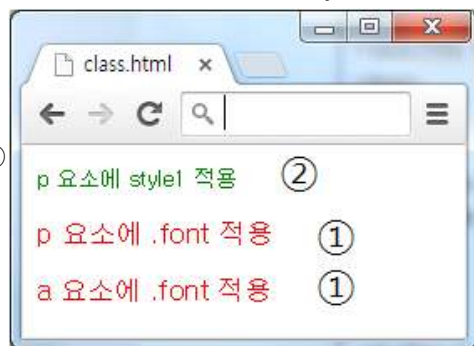 class.html
p 요소에 style1 적용 ②
p 요소에 .font 적용 ①
a 요소에 .font 적용 ①